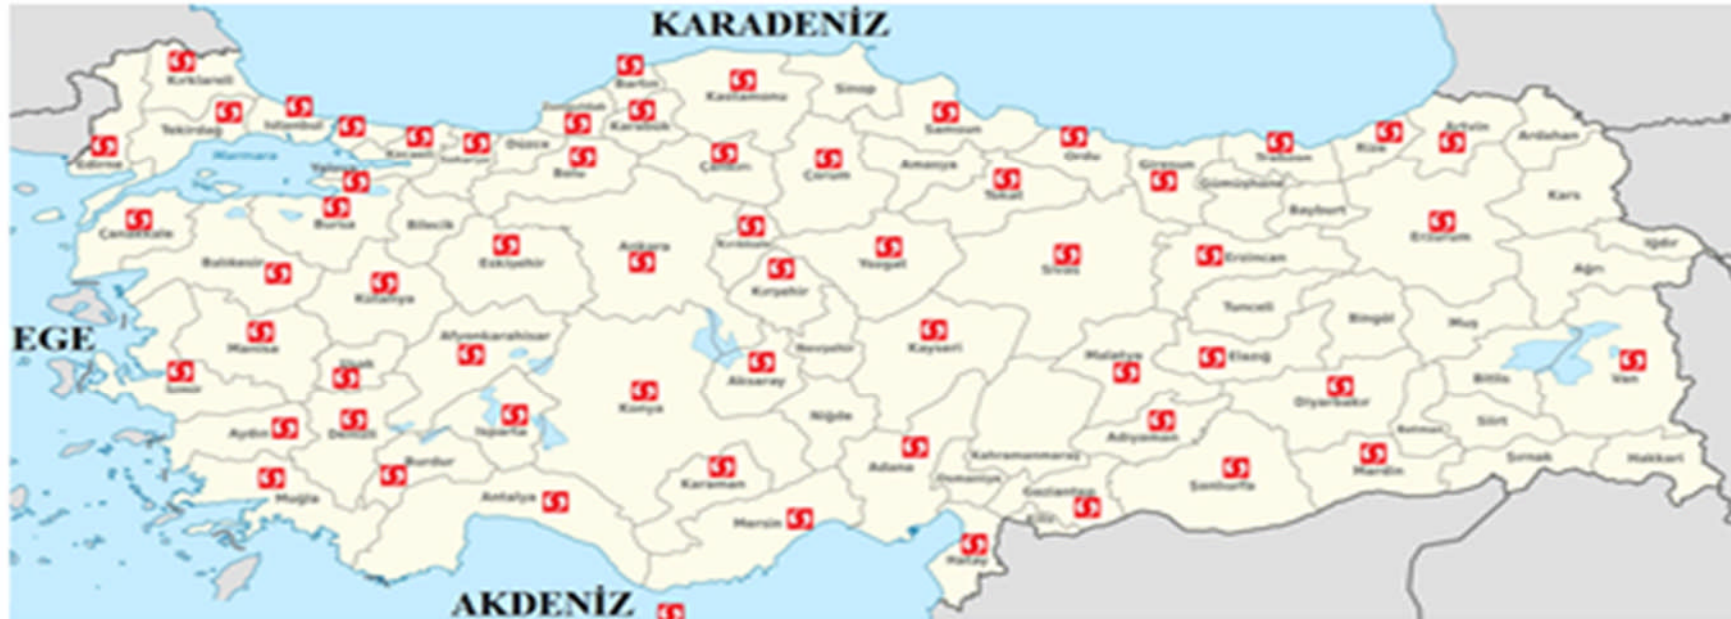 KARADENİZ
Kırklareli
Bartın
Kastamonu
Sinop
Zonguldak
İstanbul
Tekirdağ
Karabük
Samsun
Artvin
Ardahan
Edirne
Marmara
Kocaeli
Sakarya
Düzce
Bolu
Çankırı
Çorum
Amasya
Ordu
Giresun
Trabzon
Rize
Yalova
Tokat
Gümüşhane
Bayburt
Kars
Çanakkale
Bursa
Bilecik
Eskişehir
Ankara
Kırıkkale
Yozgat
Sivas
Erzincan
Erzurum
Iğdır
Ağrı
Balıkesir
Kütahya
Kırşehir
Tunceli
Bingöl
Muş
EGE
Manisa
Afyonkarahisar
Nevşehir
Kayseri
Malatya
Elazığ
Van
İzmir
Uşak
Aksaray
Konya
Diyarbakır
Bitlis
Aydın
Denizli
Isparta
Niğde
Adıyaman
Batman
Siirt
Muğla
Burdur
Antalya
Karaman
Adana
Kahramanmaraş
Osmaniye
Gaziantep
Kilis
Şanlıurfa
Mardin
Şırnak
Hakkari
Mersin
Hatay
AKDENİZ